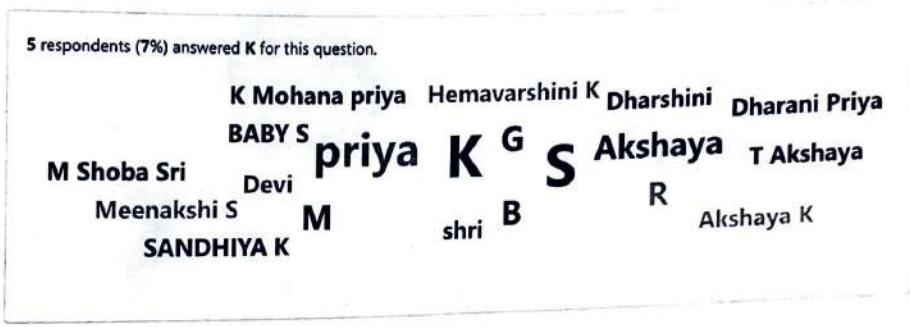 5 respondents (7%) answered K for this question.
K Mohana priya Hemavarshini K Dharshini Dharani Priya
BABY S priya K G S Akshaya T Akshaya
M Shoba Sri Devi R
Meenakshi S M shri B Akshaya K
SANDHIYA K